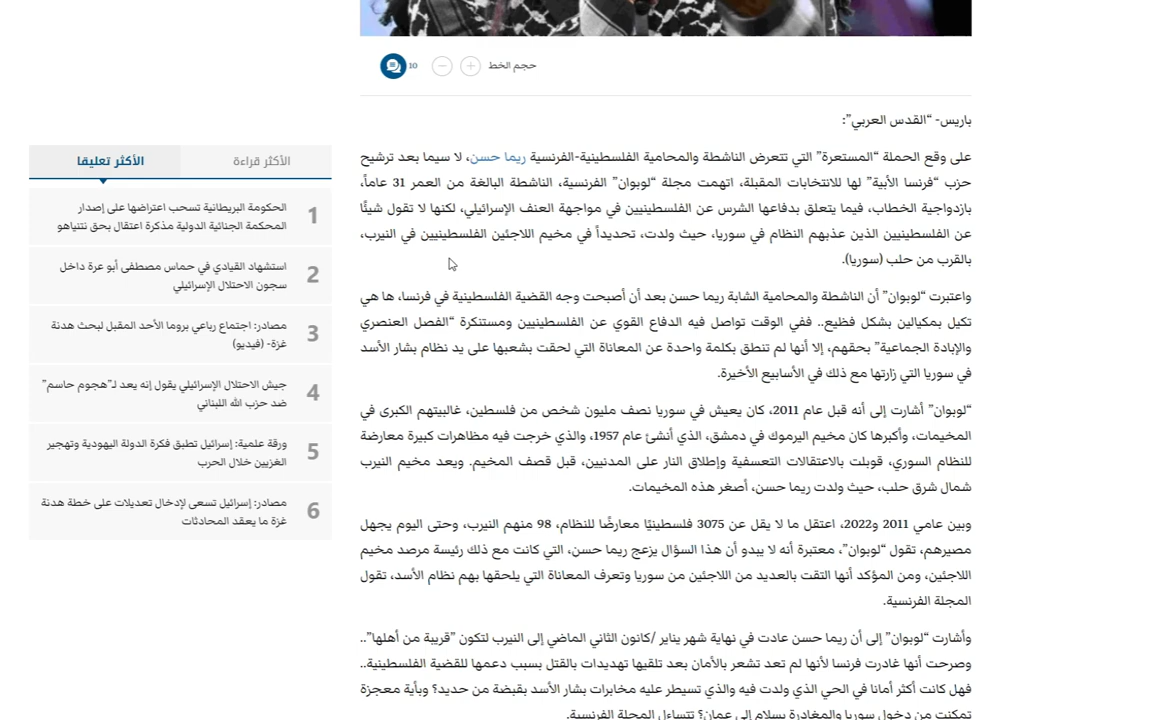 حجم الخط
10
باريس- “القدس العربي”:
على وقع الحملة “المستعرة” التي تتعرض الناشطة والمحامية الفلسطينية-الفرنسية ريما حسن، لا سيما بعد ترشيح
حزب “فرنسا الأبية” لها للانتخابات المقبلة، اتهمت مجلة “لوبوان” الفرنسية، الناشطة البالغة من العمر 31 عاماً،
بازدواجية الخطاب، فيما يتعلق بدفاعها الشرس عن الفلسطينيين في مواجهة العنف الإسرائيلي، لكنها لا تقول شيئًا
عن الفلسطينيين الذين عذبهم النظام في سوريا، حيث ولدت، تحديداً في مخيم اللاجئين الفلسطينيين في النيرب،
بالقرب من حلب (سوريا).
واعتبرت “لوبوان” أن الناشطة والمحامية الشابة ريما حسن بعد أن أصبحت وجه القضية الفلسطينية في فرنسا، ها هي
تكيل بمكيالين بشكل فظيع.. ففي الوقت تواصل فيه الدفاع القوي عن الفلسطينيين ومستنكرة “الفصل العنصري
والإبادة الجماعية” بحقهم، إلا أنها لم تنطق بكلمة واحدة عن المعاناة التي لحقت بشعبها على يد نظام بشار الأسد
في سوريا التي زارتها مع ذلك في الأسابيع الأخيرة.
“لوبوان” أشارت إلى أنه قبل عام 2011، كان يعيش في سوريا نصف مليون شخص من فلسطين، غالبيتهم الكبرى في
المخيمات، وأكبرها كان مخيم اليرموك في دمشق، الذي أنشئ عام 1957، والذي خرجت فيه مظاهرات كبيرة معارضة
للنظام السوري، قوبلت بالاعتقالات التعسفية وإطلاق النار على المدنيين، قبل قصف المخيم. ويعد مخيم النيرب
شمال شرق حلب، حيث ولدت ريما حسن، أصغر هذه المخيمات.
وبين عامي 2011 و2022، اعتقل ما لا يقل عن 3075 فلسطينيًا معارضًا للنظام، 98 منهم النيرب، وحتى اليوم يجهل
مصيرهم، تقول “لوبوان”، معتبرة أنه لا يبدو أن هذا السؤال يزعج ريما حسن، التي كانت مع ذلك رئيسة مرصد مخيم
اللاجئين، ومن المؤكد أنها التقت بالعديد من اللاجئين من سوريا وتعرف المعاناة التي يلحقها بهم نظام الأسد، تقول
المجلة الفرنسية.
وأشارت “لوبوان” إلى أن ريما حسن عادت في نهاية شهر يناير /كانون الثاني الماضي إلى النيرب لتكون “قريبة من أهلها”..
وصرحت أنها غادرت فرنسا لأنها لم تعد تشعر بالأمان بعد تلقيها تهديدات بالقتل بسبب دعمها للقضية الفلسطينية..
فهل كانت أكثر أمانا في الحي الذي ولدت فيه والذي تسيطر عليه مخابرات بشار الأسد بقبضة من حديد؟ وبأية معجزة
تمكنت من دخول سوريا والمغادرة بسلام إلى عمان؟ تتساءل المجلة الفرنسية.
الأكثر قراءة
الأكثر تعليقا
1
الحكومة البريطانية تسحب اعتراضها على إصدار
المحكمة الجنائية الدولية مذكرة اعتقال بحق نتنياهو
2
استشهاد القيادي في حماس مصطفى أبو عرة داخل
سجون الاحتلال الإسرائيلي
3
مصادر: اجتماع رباعي بروما الأحد المقبل لبحث هدنة
غزة- (فيديو)
4
جيش الاحتلال الإسرائيلي يقول إنه يعد لـ”هجوم حاسم”
ضد حزب الله اللبناني
5
ورقة علمية: إسرائيل تطبق فكرة الدولة اليهودية وتهجير
الغزيين خلال الحرب
6
مصادر: إسرائيل تسعى لإدخال تعديلات على خطة هدنة
غزة ما يعقد المحادثات